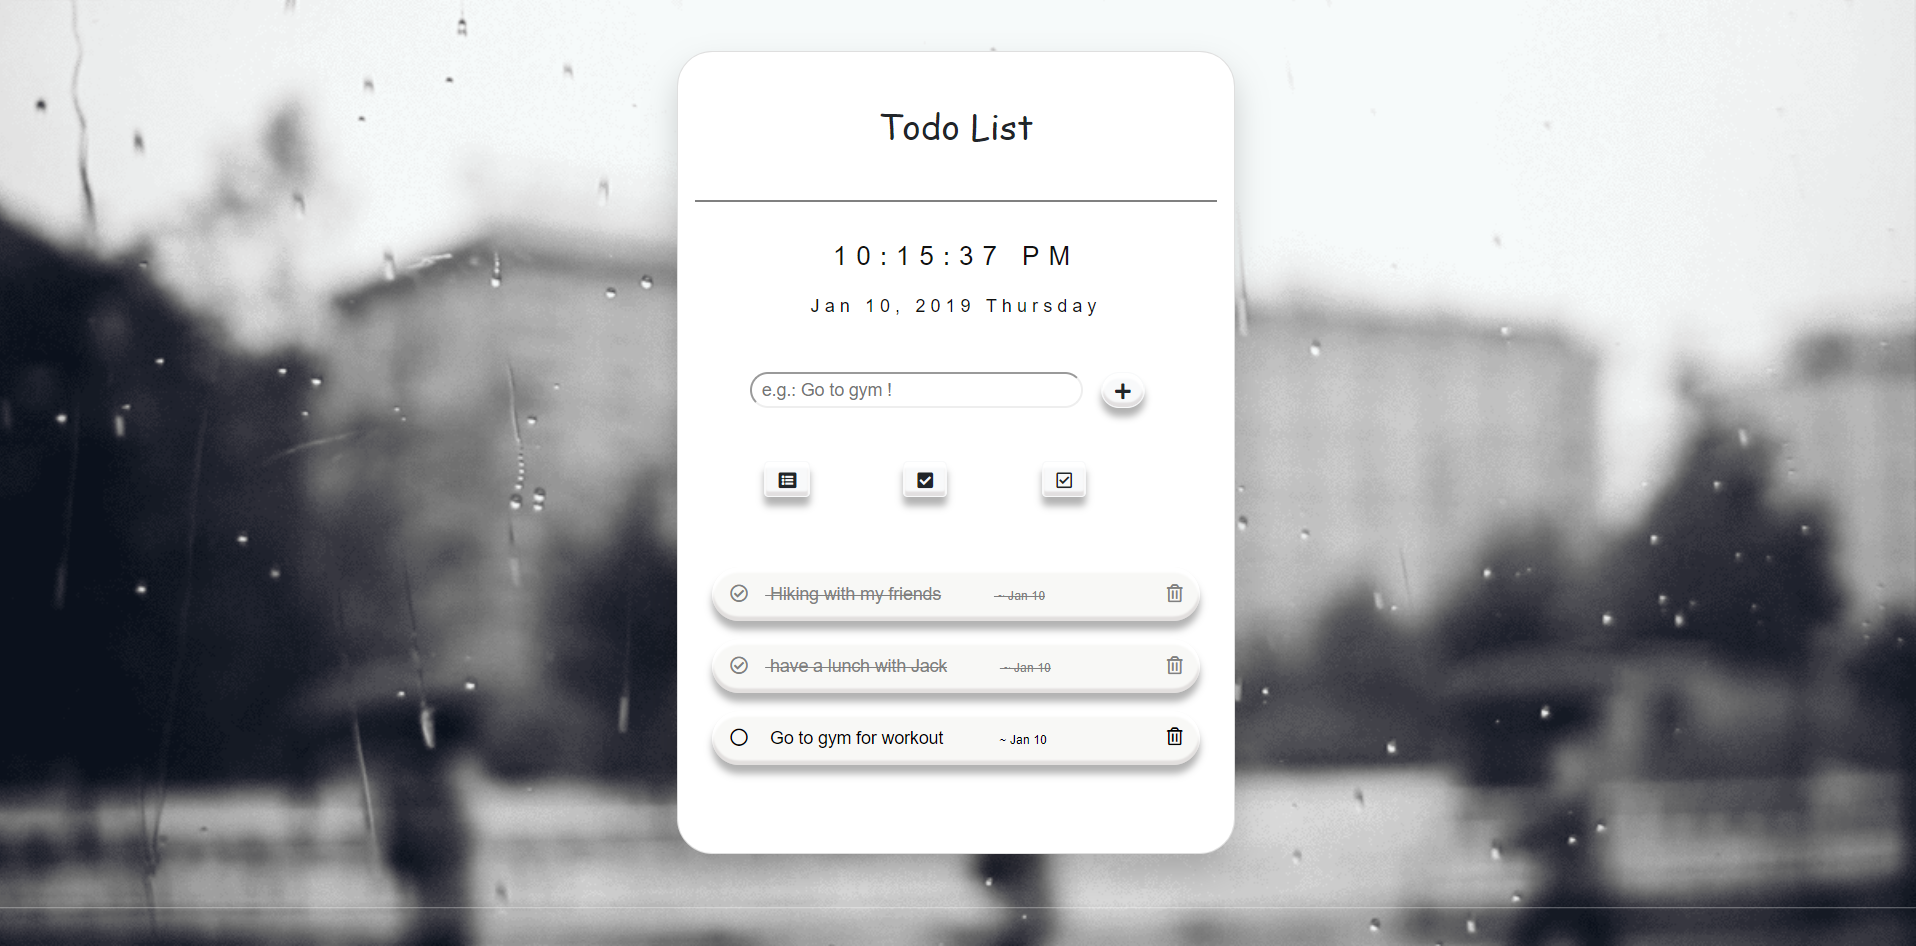 Todo List
10:15:37 PM
Jan 10, 2019 Thursday
e.g.: Go to gym !
Hiking with my friends ~ Jan 10
have a lunch with Jack ~ Jan 10
Go to gym for workout ~ Jan 10